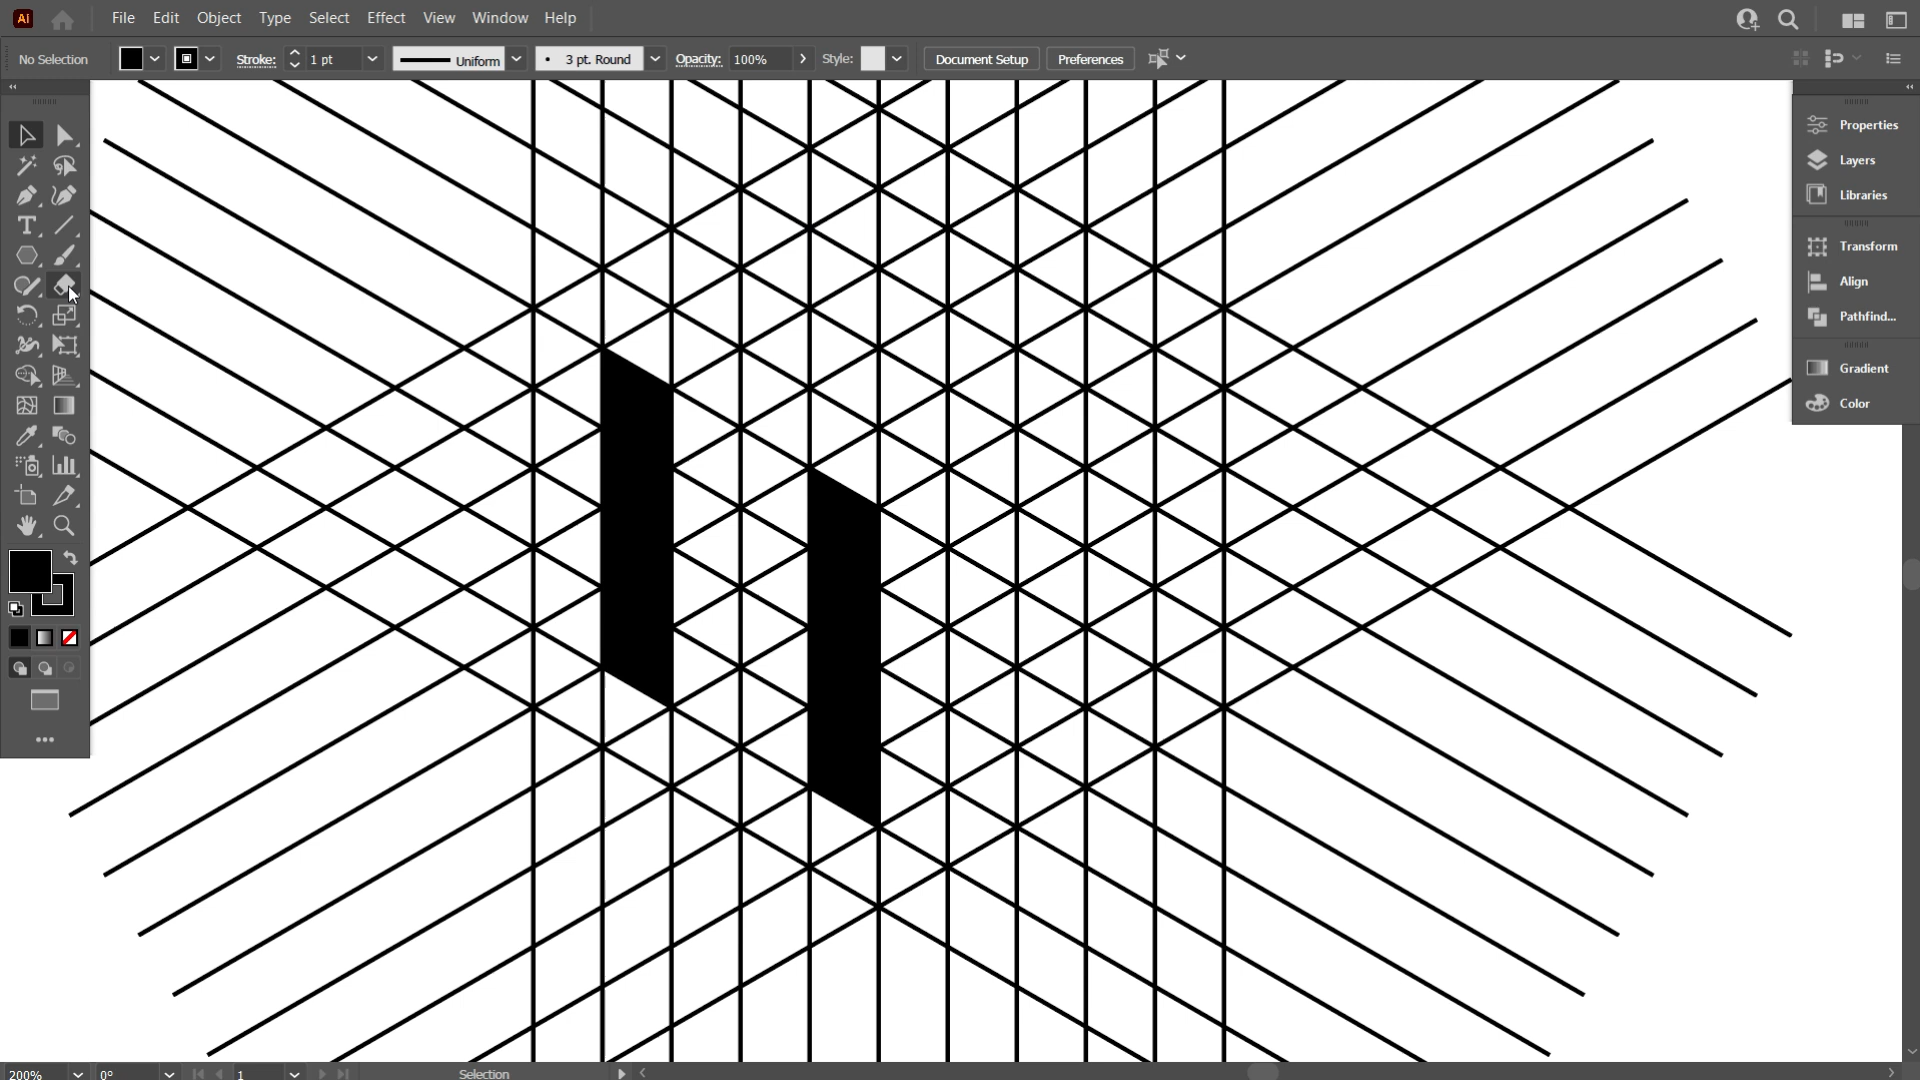 Ai File Edit Object Type Select Effect View Window Help
No Selection Stroke: 1 pt Uniform 3 pt. Round Opacity: 100% Style: Document Setup Preferences
Properties
Layers
Libraries
Transform
Align
Pathfind...
Gradient
Color
200% 0° 1 Selection